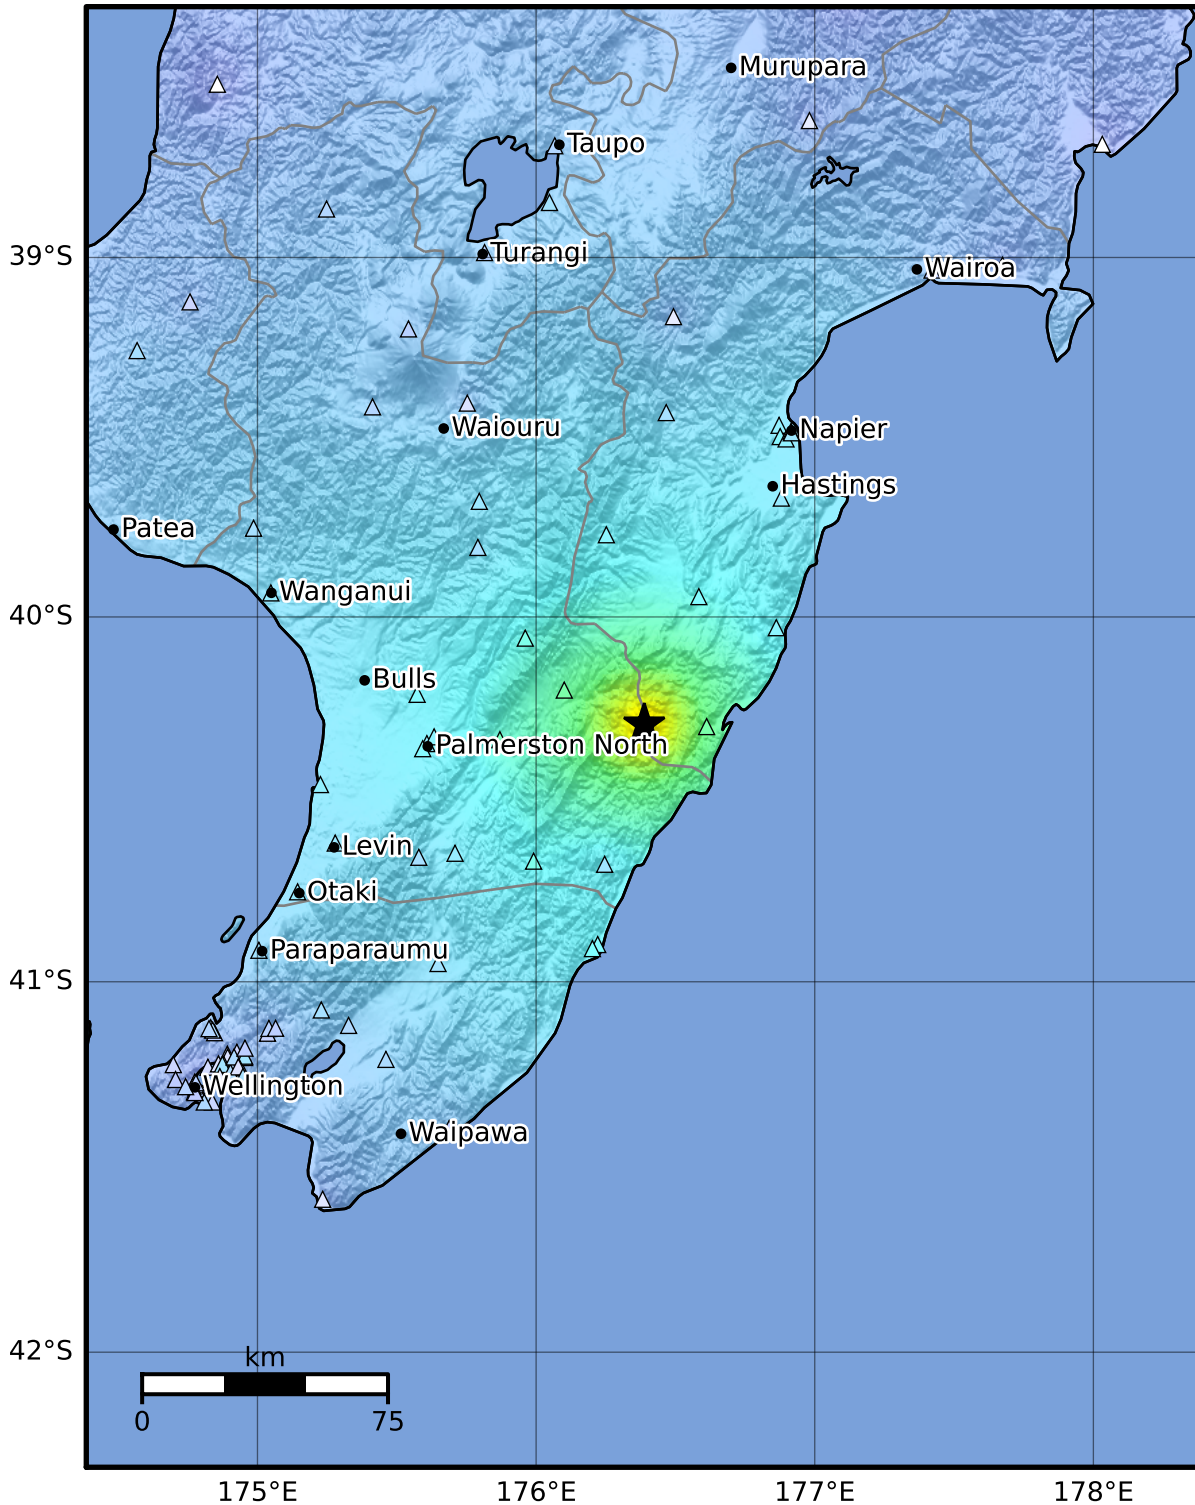 Murupara
Taupo
Turangi
39°S
Wairoa
Waiouru
Napier
Hastings
Patea
Wanganui
40°S
Bulls
Palmerston North
Levin
Otaki
Paraparaumu
41°S
Wellington
Waipawa
42°S
km
0
75
175°E
176°E
177°E
178°E